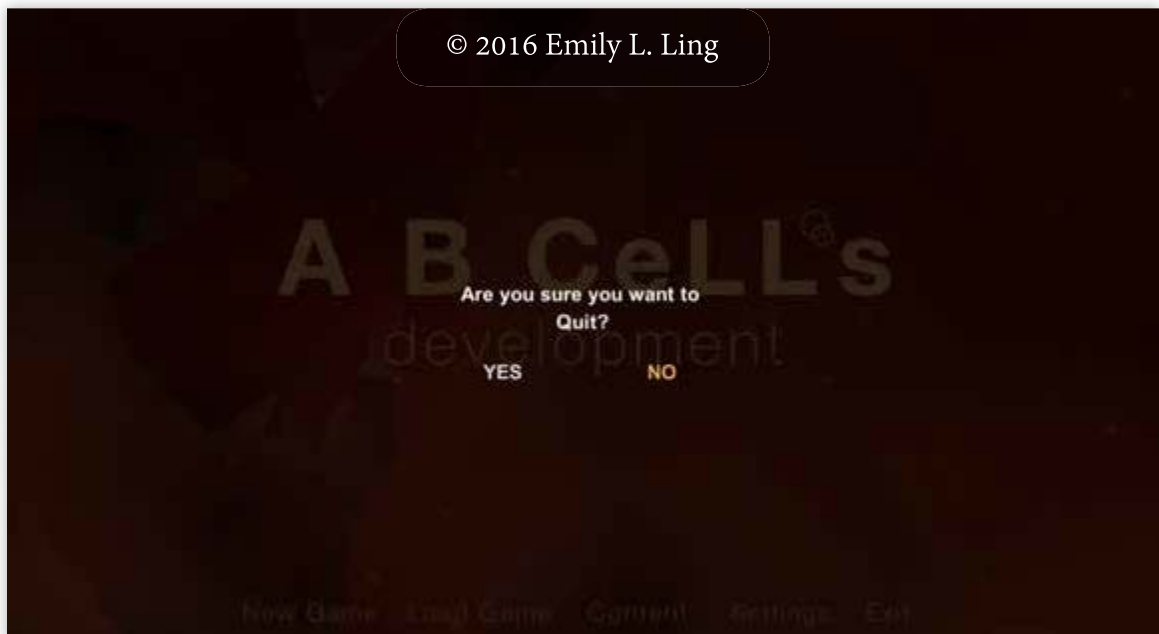 © 2016 Emily L. Ling
A B CeLL's
Are you sure you want to
Quit?
development
YES NO
New Game Load Game Content Settings Exit